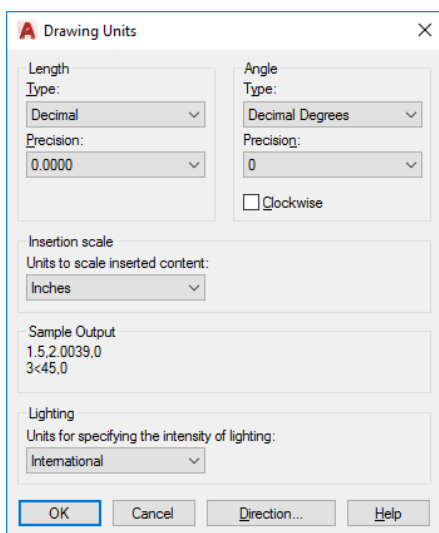 Drawing Units
Length
Type:
Decimal
Precision:
0.0000
Angle
Type:
Decimal Degrees
Precision:
0
Clockwise
Insertion scale
Units to scale inserted content:
Inches
Sample Output
1.5,2.0039,0
3<45,0
Lighting
Units for specifying the intensity of lighting:
International
OK Cancel Direction... Help